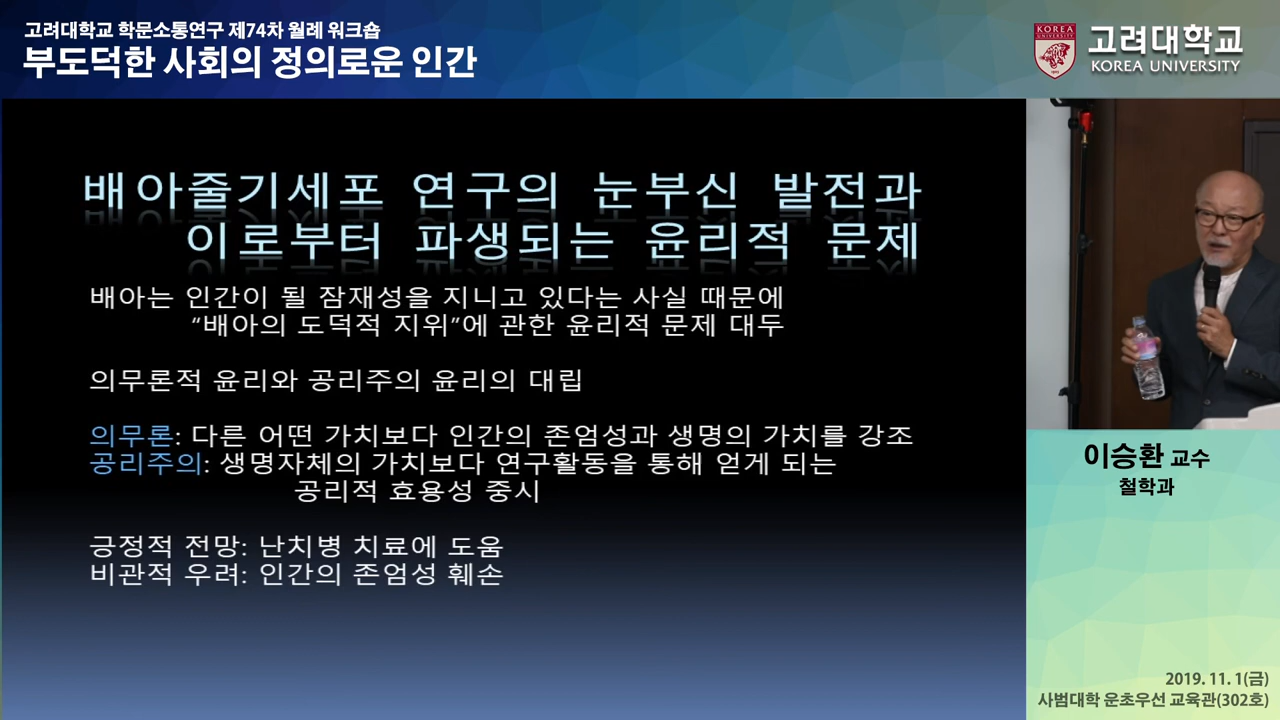 고려대학교 학문소통연구 제74차 월례 워크숍
부도덕한 사회의 정의로운 인간
KOREA
UNIVERSITY
1905
고려대학교
KOREA UNIVERSITY
배아줄기세포 연구의 눈부신 발전과
이로부터 파생되는 윤리적 문제
배아는 인간이 될 잠재성을 지니고 있다는 사실 때문에
“배아의 도덕적 지위”에 관한 윤리적 문제 대두
의무론적 윤리와 공리주의 윤리의 대립
의무론: 다른 어떤 가치보다 인간의 존엄성과 생명의 가치를 강조
공리주의: 생명자체의 가치보다 연구활동을 통해 얻게 되는
공리적 효용성 중시
긍정적 전망: 난치병 치료에 도움
비관적 우려: 인간의 존엄성 훼손
이승환 교수
철학과
2019. 11. 1(금)
사범대학 운초우선 교육관(302호)